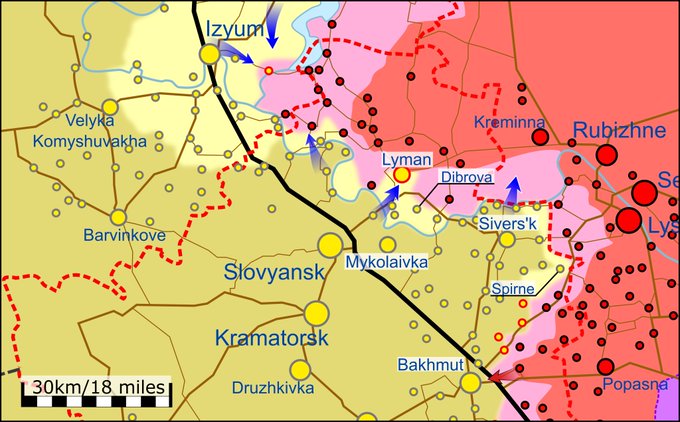 Izyum
Velyka
Komyshuvakha
Kreminna
Rubizhne
Lyman
Dibrova
Se
Lys
Barvinkove
Sivers'k
Slovyansk
Mykolaivka
Spirne
Kramatorsk
Bakhmut
Druzhkivka
Popasna
30km/18 miles